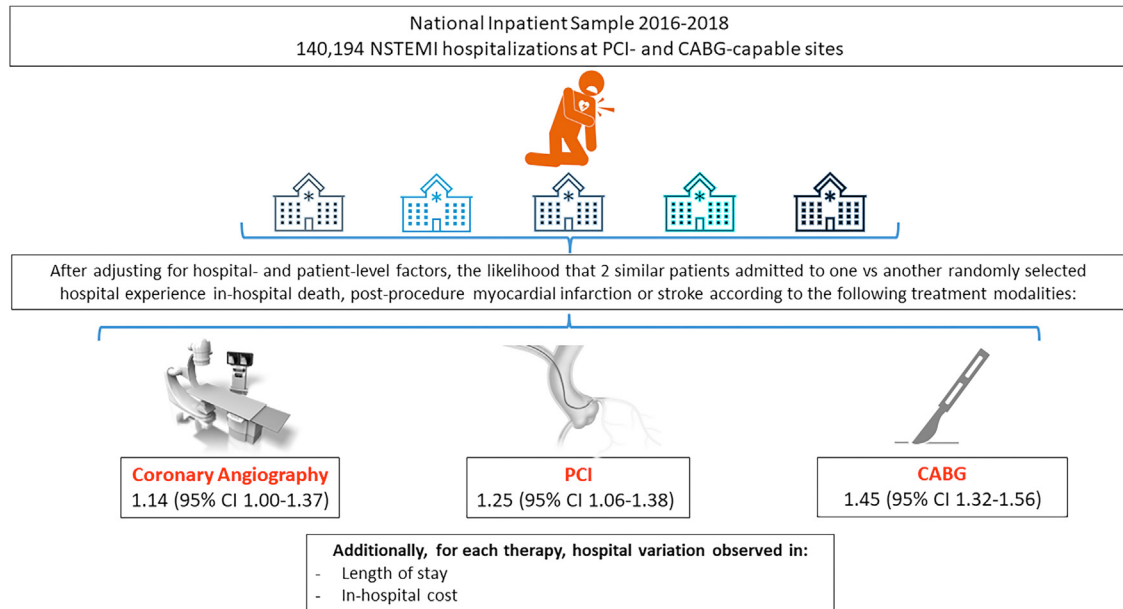 National Inpatient Sample 2016-2018
140,194 NSTEMI hospitalizations at PCI- and CABG-capable sites
After adjusting for hospital- and patient-level factors, the likelihood that 2 similar patients admitted to one vs another randomly selected
hospital experience in-hospital death, post-procedure myocardial infarction or stroke according to the following treatment modalities:
Coronary Angiography
1.14 (95% CI 1.00-1.37)
PCI
1.25 (95% CI 1.06-1.38)
CABG
1.45 (95% CI 1.32-1.56)
Additionally, for each therapy, hospital variation observed in:
- Length of stay
- In-hospital cost